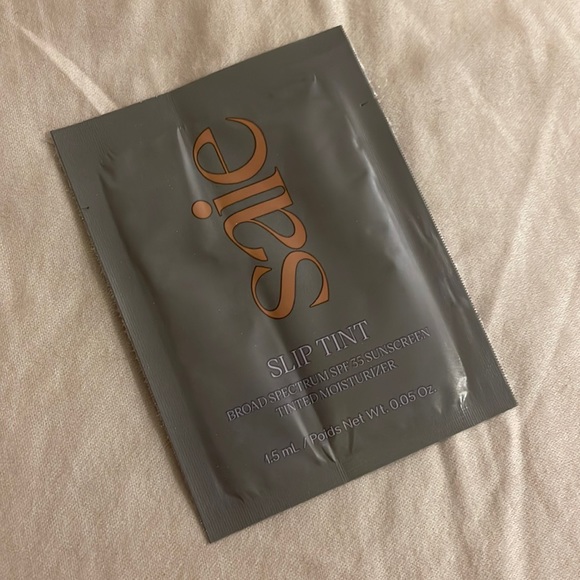 saie
SLIP TINT
BROAD SPECTRUM SPF 35 SUNSCREEN
TINTED MOISTURIZER
1.5 mL / Poids Net Wt. 0.05 Oz.